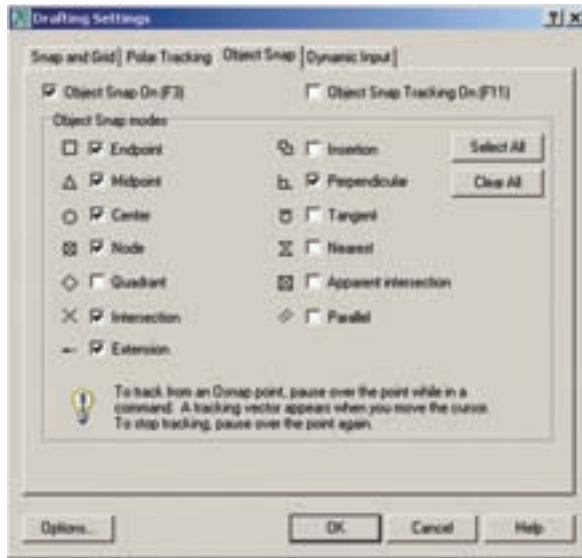 Drafting Settings
Snap and Grid Polar Tracking Object Snap Dynamic Input
Object Snap On (F3) Object Snap Tracking On (F11)
Object Snap modes
Endpoint Insertion Select All
Midpoint Perpendicular Clear All
Center Tangent
Node Nearest
Quadrant Apparent intersection
Intersection Parallel
Extension
To track from an Osnap point, pause over the point while in a
command. A tracking vector appears when you move the cursor.
To stop tracking, pause over the point again.
Options... OK Cancel Help